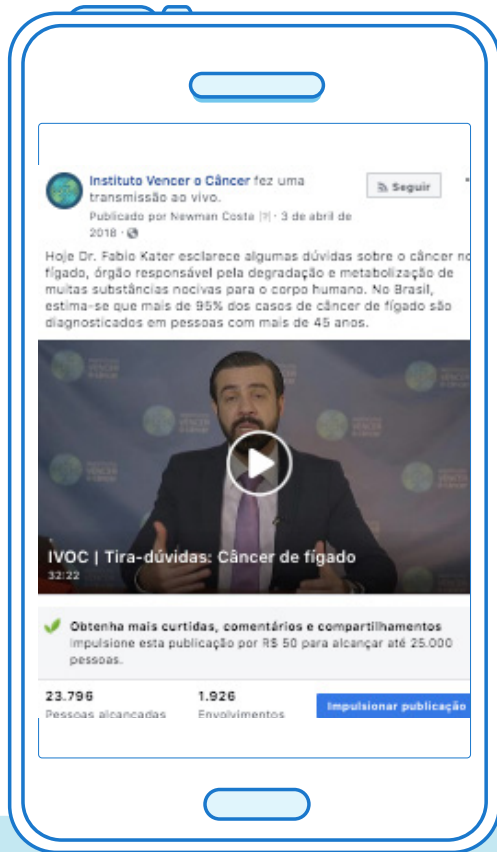 Instituto Vencer o Câncer fez uma
transmissão ao vivo.
Seguir
Publicado por Newman Costa [?] · 3 de abril de
2018 ·
Hoje Dr. Fabio Kater esclarece algumas dúvidas sobre o câncer no
fígado, órgão responsável pela degradação e metabolização de
muitas substâncias nocivas para o corpo humano. No Brasil,
estima-se que mais de 95% dos casos de câncer de fígado são
diagnosticados em pessoas com mais de 45 anos.
VENCER
IVOC | Tira-dúvidas: Câncer de fígado
32:22
Obtenha mais curtidas, comentários e compartilhamentos
Impulsione esta publicação por R$ 50 para alcançar até 25.000
pessoas.
23.796
1.926
Impulsionar publicação
Pessoas alcançadas
Envolvimentos